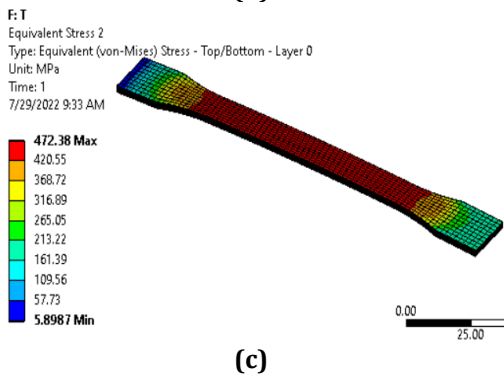 F: T
Equivalent Stress 2
Type: Equivalent (von-Mises) Stress - Top/Bottom - Layer 0
Unit: MPa
Time: 1
7/29/2022 9:33 AM
472.38 Max
420.55
368.72
316.89
265.05
213.22
161.39
109.56
57.73
5.8987 Min
0.00
25.00
(c)